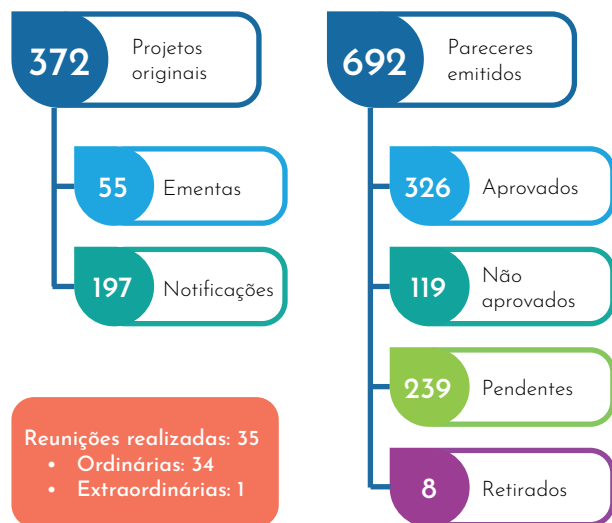 372
Projetos
originais
55
Ementas
197
Notificações
Reuniões realizadas: 35
• Ordinárias: 34
• Extraordinárias: 1
692
Pareceres
emitidos
326
Aprovados
119
Não
aprovados
239
Pendentes
8
Retirados